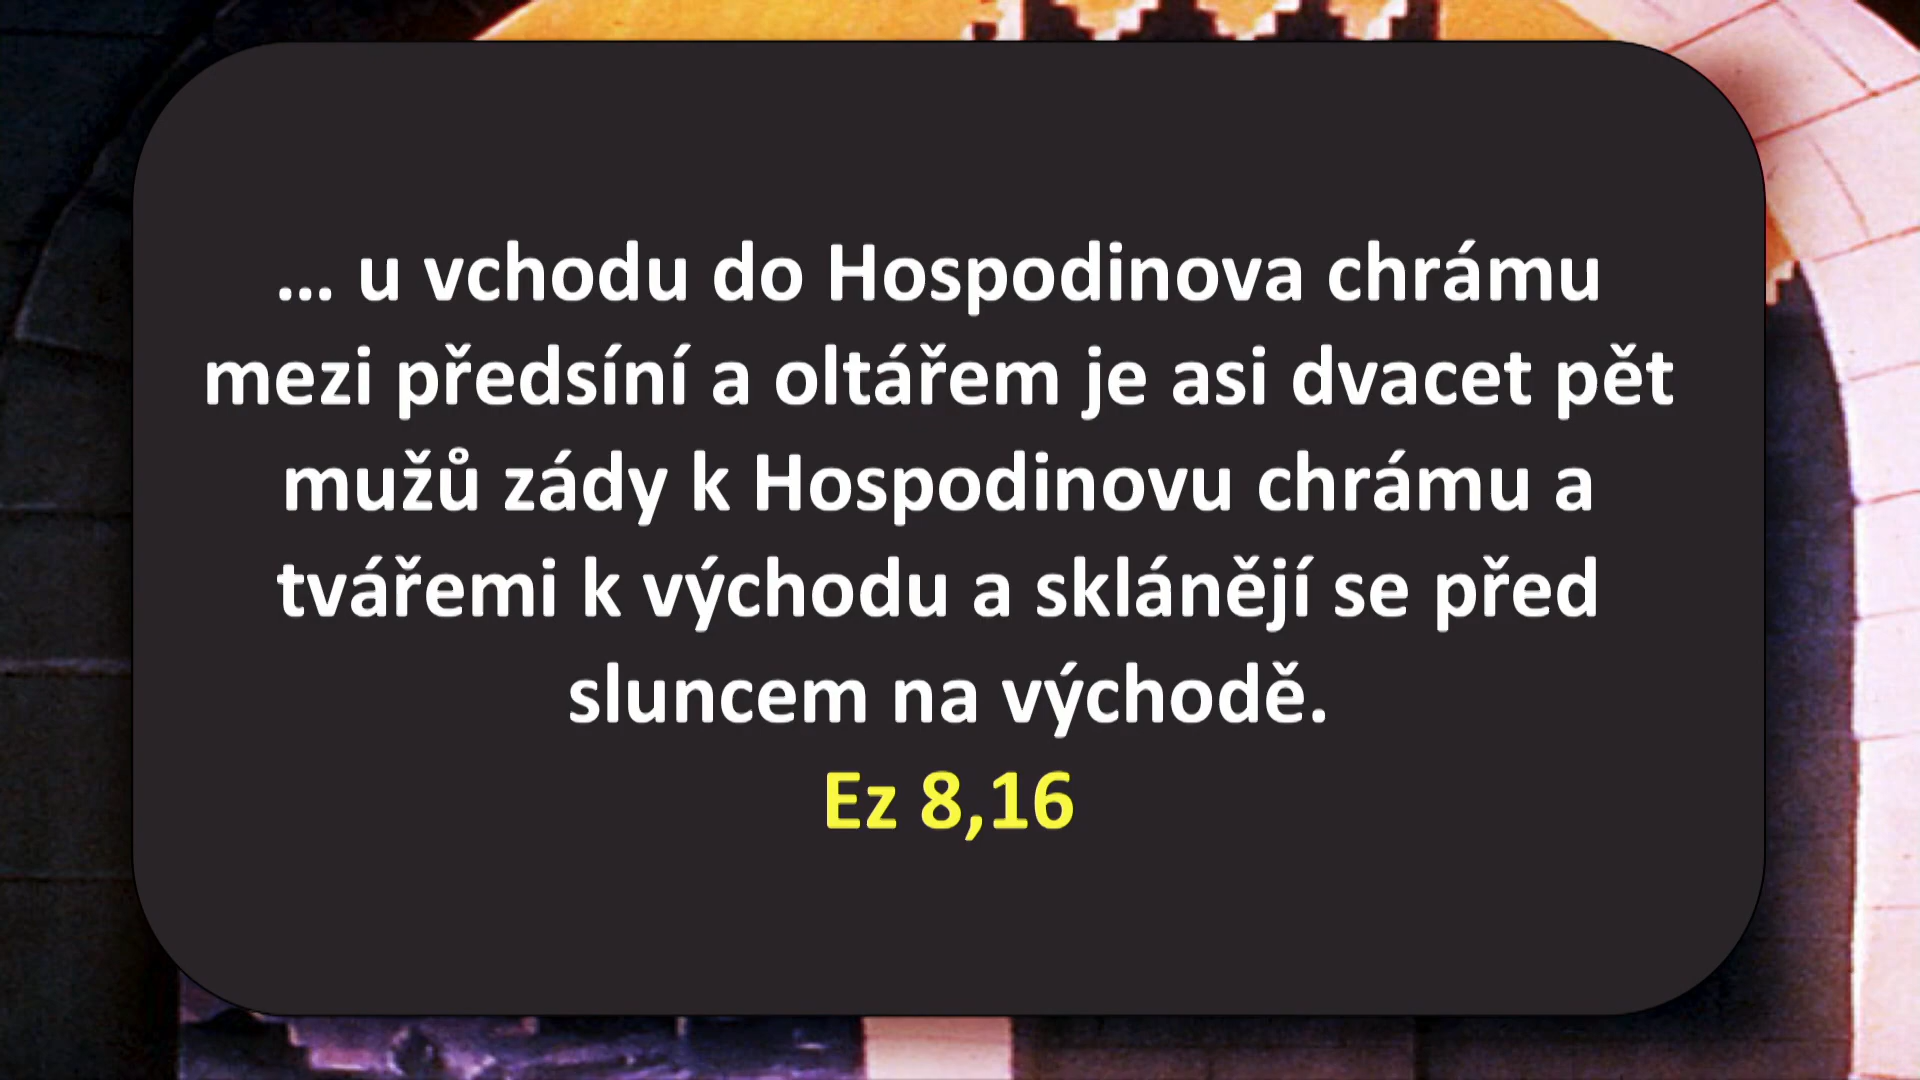 ... u vchodu do Hospodinova chrámu
mezi předsíní a oltářem je asi dvacet pět
mužů zády k Hospodinovu chrámu a
tvářemi k východu a sklánějí se před
sluncem na východě.
Ez 8,16